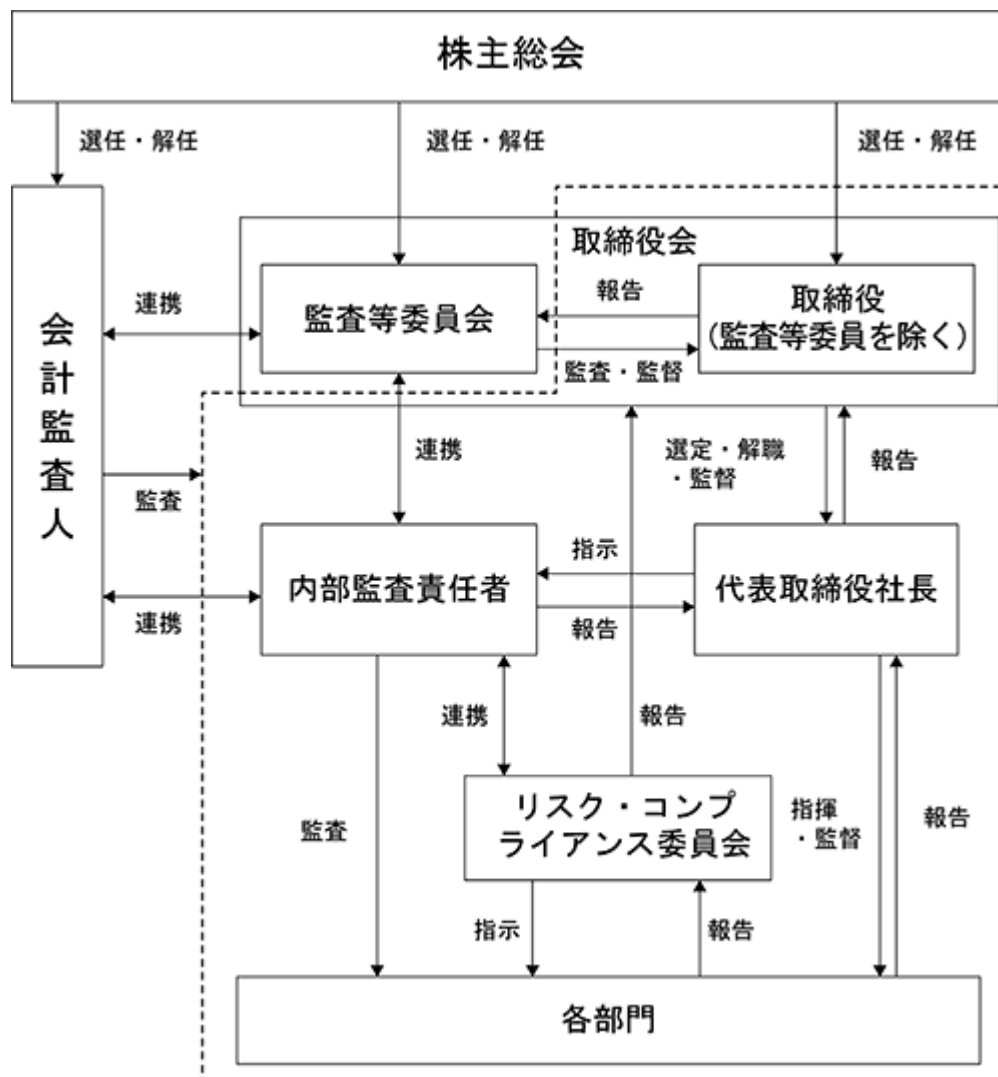 株主総会
選任・解任
選任・解任
選任・解任
取締役会
会計監査人
連携
監査等委員会
報告
監査・監督
取締役
(監査等委員を除く)
連携
選定・解職
・監督
報告
監査
内部監査責任者
指示
報告
代表取締役社長
連携
連携
報告
監査
リスク・コンプ
ライアンス委員会
指揮
・監督
報告
指示
報告
各部門